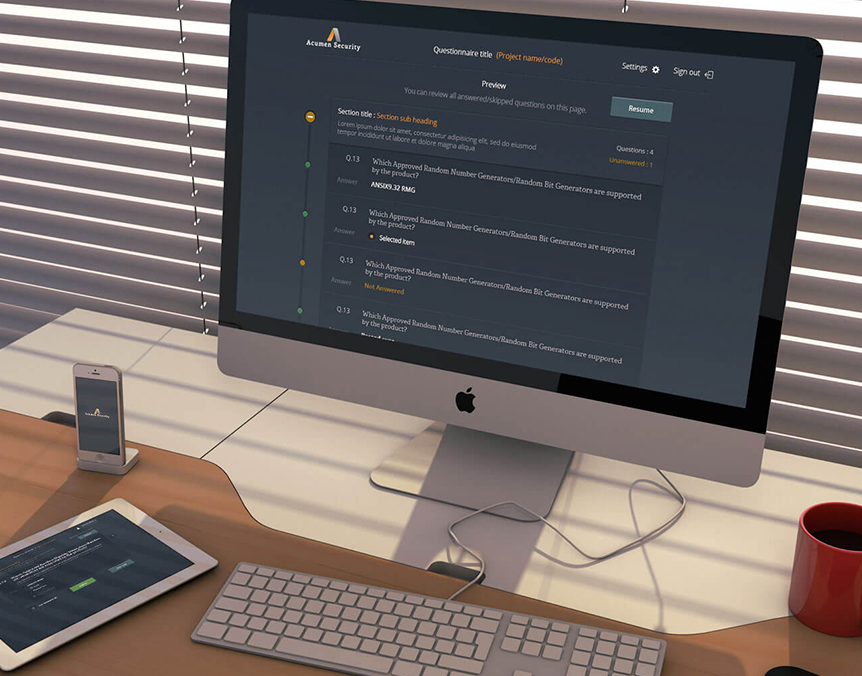 Acumen Security
Questionnaire title (Project name/code)
Settings
Sign out
Preview
You can review all answered/skipped questions on this page.
Resume
Section title : Section sub heading
Lorem ipsum dolor sit amet, consectetur adipisicing elit, sed do eiusmod
tempor incididunt ut labore et dolore magna aliqua
Questions : 4
Unanswered : 1
Q.13
Which Approved Random Number Generators/Random Bit Generators are supported
by the product?
Answer
ANSIX9.32 RMG
Q.13
Which Approved Random Number Generators/Random Bit Generators are supported
by the product?
Answer
Selected item
Q.13
Which Approved Random Number Generators/Random Bit Generators are supported
by the product?
Answer
Not Answered
Q.13
Which Approved Random Number Generators/Random Bit Generators are supported
by the product?
Acumen Security